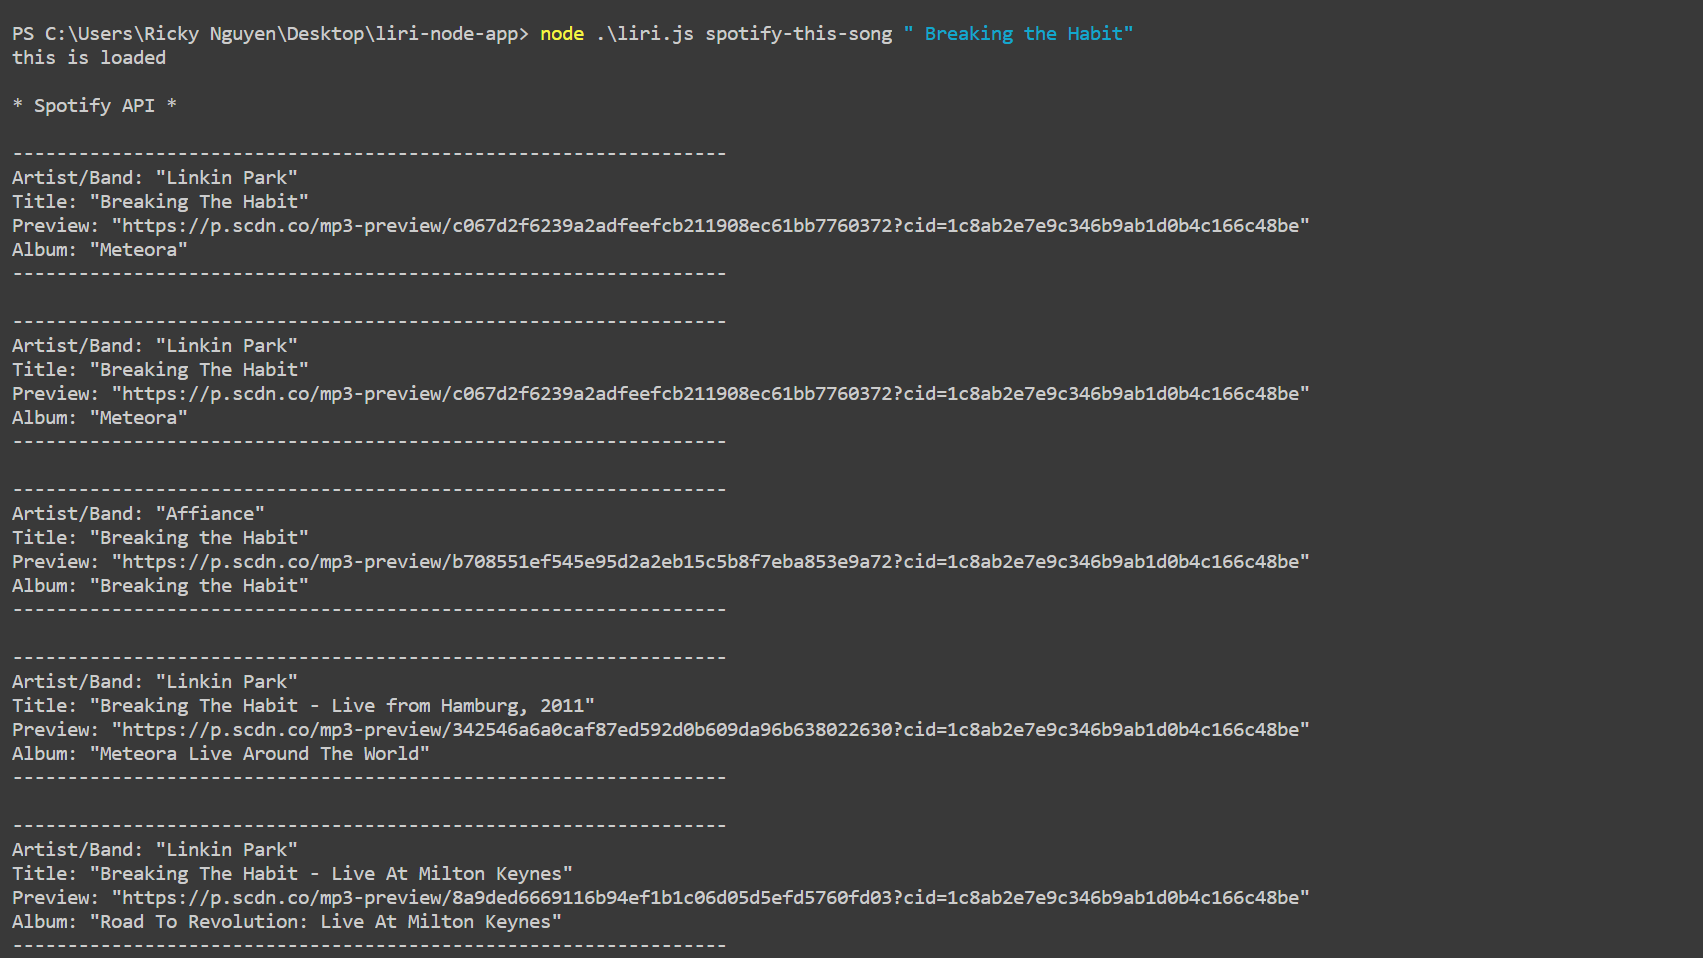 PS C:\Users\Ricky Nguyen\Desktop\liri-node-app> node .\liri.js spotify-this-song " Breaking the Habit"
this is loaded
* Spotify API *
-----------------------------------------------------------------
Artist/Band: "Linkin Park"
Title: "Breaking The Habit"
Preview: "https://p.scdn.co/mp3-preview/c067d2f6239a2adfeefcb211908ec61bb7760372?cid=1c8ab2e7e9c346b9ab1d0b4c166c48be"
Album: "Meteora"
-----------------------------------------------------------------
-----------------------------------------------------------------
Artist/Band: "Linkin Park"
Title: "Breaking The Habit"
Preview: "https://p.scdn.co/mp3-preview/c067d2f6239a2adfeefcb211908ec61bb7760372?cid=1c8ab2e7e9c346b9ab1d0b4c166c48be"
Album: "Meteora"
-----------------------------------------------------------------
-----------------------------------------------------------------
Artist/Band: "Affiance"
Title: "Breaking the Habit"
Preview: "https://p.scdn.co/mp3-preview/b708551ef545e95d2a2eb15c5b8f7eba853e9a72?cid=1c8ab2e7e9c346b9ab1d0b4c166c48be"
Album: "Breaking the Habit"
-----------------------------------------------------------------
-----------------------------------------------------------------
Artist/Band: "Linkin Park"
Title: "Breaking The Habit - Live from Hamburg, 2011"
Preview: "https://p.scdn.co/mp3-preview/342546a6a0caf87ed592d0b609da96b638022630?cid=1c8ab2e7e9c346b9ab1d0b4c166c48be"
Album: "Meteora Live Around The World"
-----------------------------------------------------------------
-----------------------------------------------------------------
Artist/Band: "Linkin Park"
Title: "Breaking The Habit - Live At Milton Keynes"
Preview: "https://p.scdn.co/mp3-preview/8a9ded6669116b94ef1b1c06d05d5efd5760fd03?cid=1c8ab2e7e9c346b9ab1d0b4c166c48be"
Album: "Road To Revolution: Live At Milton Keynes"
-----------------------------------------------------------------